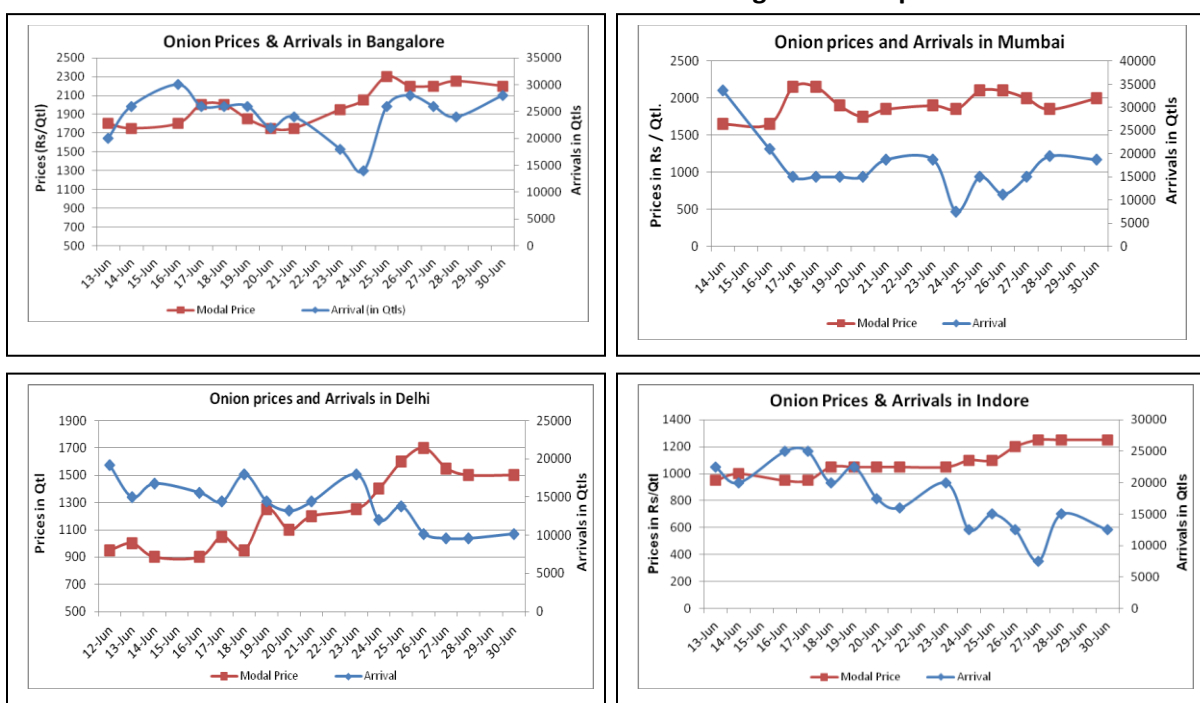 Onion Prices & Arrivals in Bangalore
2500
2300
2100
1900
1700
1500
1300
1100
900
700
500
Prices (Rs/Qtl)
35000
30000
25000
20000
15000
10000
5000
0
Arrivals in Qtls
13-Jun
14-Jun
15-Jun
16-Jun
17-Jun
18-Jun
19-Jun
20-Jun
21-Jun
22-Jun
23-Jun
24-Jun
25-Jun
26-Jun
27-Jun
28-Jun
29-Jun
30-Jun
Modal Price Arrival (in Qtls)
Onion prices and Arrivals in Mumbai
2500
2000
1500
1000
500
0
Prices in Rs / Qtl.
40000
35000
30000
25000
20000
15000
10000
5000
0
Arrivals in Qtls
14-Jun
15-Jun
16-Jun
17-Jun
18-Jun
19-Jun
20-Jun
21-Jun
22-Jun
23-Jun
24-Jun
25-Jun
26-Jun
27-Jun
28-Jun
29-Jun
30-Jun
Modal Price Arrival
Onion prices and Arrivals in Delhi
1900
1700
1500
1300
1100
900
700
500
Prices in Qtl
25000
20000
15000
10000
5000
0
Arrivals in Qtls
12-Jun
13-Jun
14-Jun
15-Jun
16-Jun
17-Jun
18-Jun
19-Jun
20-Jun
21-Jun
22-Jun
23-Jun
24-Jun
25-Jun
26-Jun
27-Jun
28-Jun
29-Jun
30-Jun
Modal Price Arrival
Onion Prices & Arrivals in Indore
1400
1200
1000
800
600
400
200
0
Prices in Rs/Qtl
30000
25000
20000
15000
10000
5000
0
Arrivals in Qtls
13-Jun
14-Jun
15-Jun
16-Jun
17-Jun
18-Jun
19-Jun
20-Jun
21-Jun
22-Jun
23-Jun
24-Jun
25-Jun
26-Jun
27-Jun
28-Jun
29-Jun
30-Jun
Modal Price Arrival